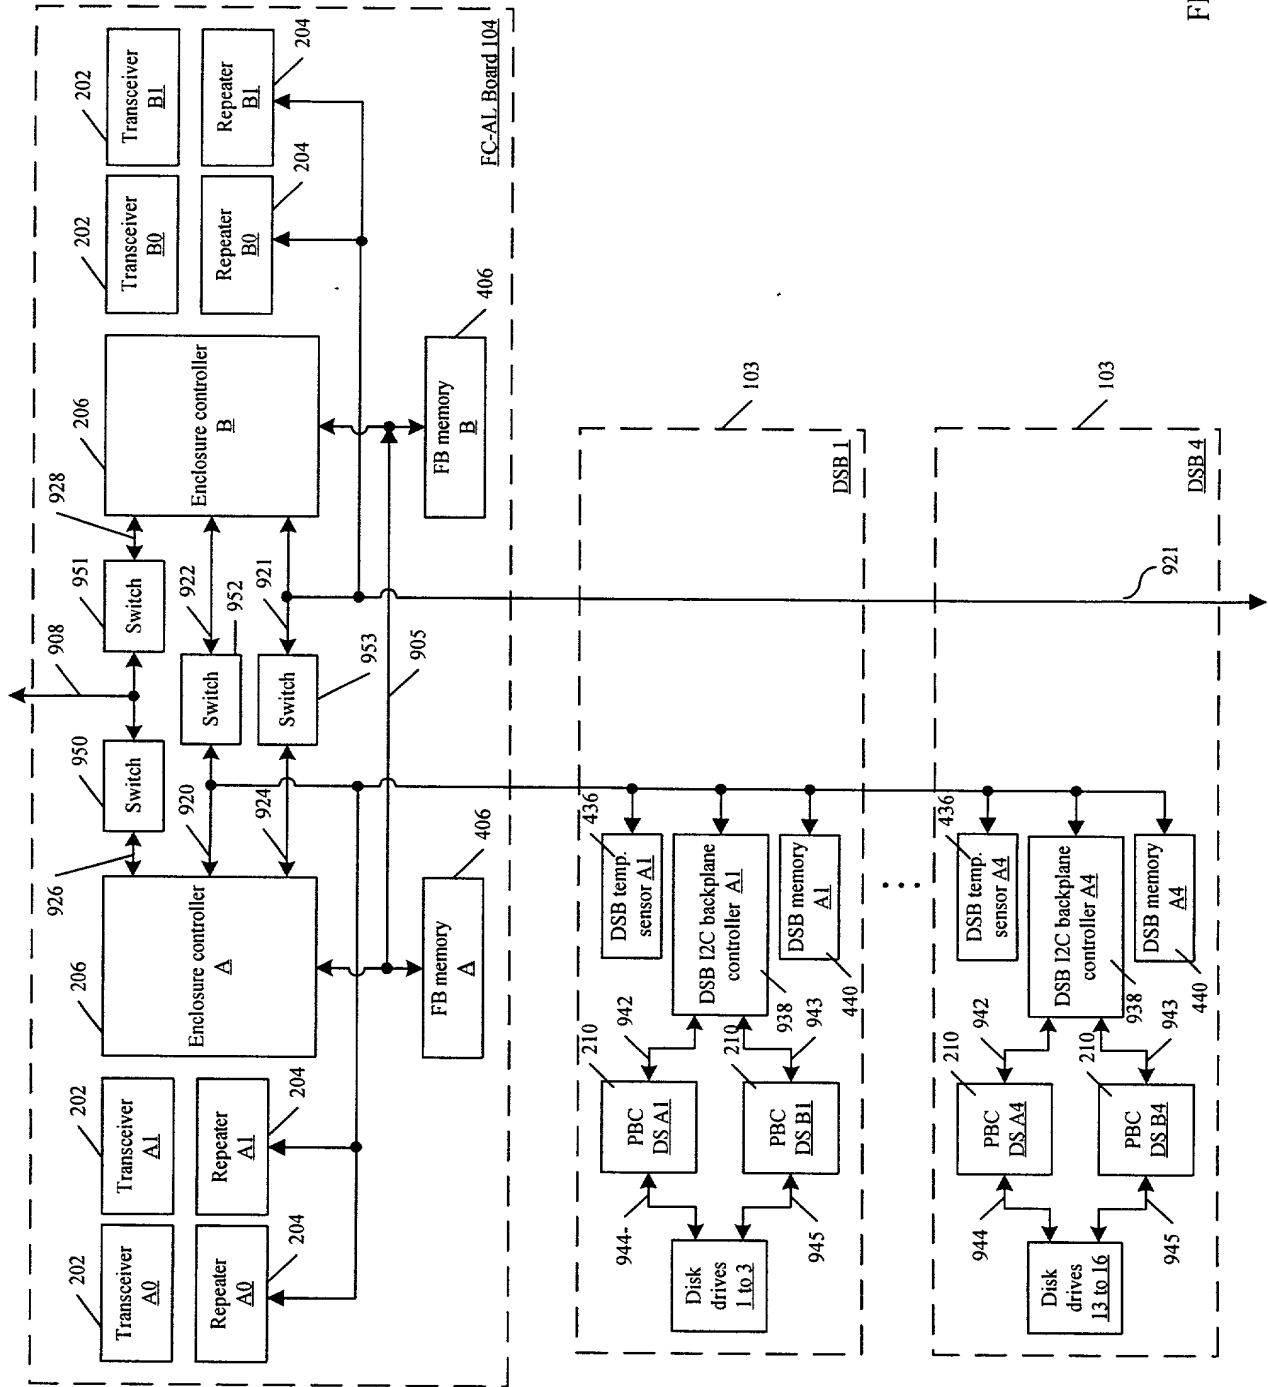 FI
202
Transceiver
A0
202
Transceiver
A1
204
Repeater
A0
204
Repeater
A1
206
Enclosure controller
A
406
FB memory
A
926
950
Switch
908
951
Switch
928
920
922
952
Switch
924
921
953
Switch
905
206
Enclosure controller
B
406
FB memory
B
202
Transceiver
B0
202
Transceiver
B1
204
Repeater
B0
204
Repeater
B1
FC-AL Board 104
103
DSB 1
436
DSB temp.
sensor A1
DSB I2C backplane
controller A1
938
DSB memory
A1
440
942
943
210
PBC
DS A1
210
PBC
DS B1
944-
945
Disk
drives
1 to 3
103
DSB 4
436
DSB temp.
sensor A4
DSB I2C backplane
controller A4
938
DSB memory
A4
440
942
943
210
PBC
DS A4
210
PBC
DS B4
944
945
Disk
drives
13 to 16
921